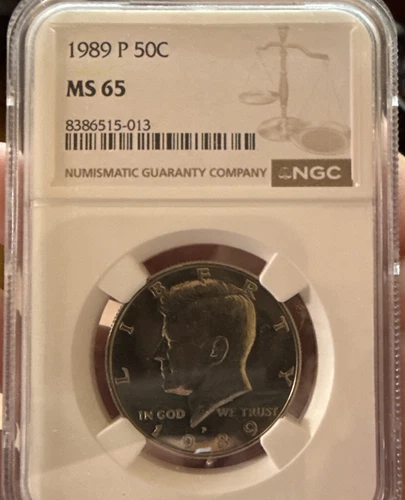 1989 P 50C
MS 65
8386515-013
NUMISMATIC GUARANTY COMPANY
NGC
LIBERTY
IN GOD WE TRUST
P
1989